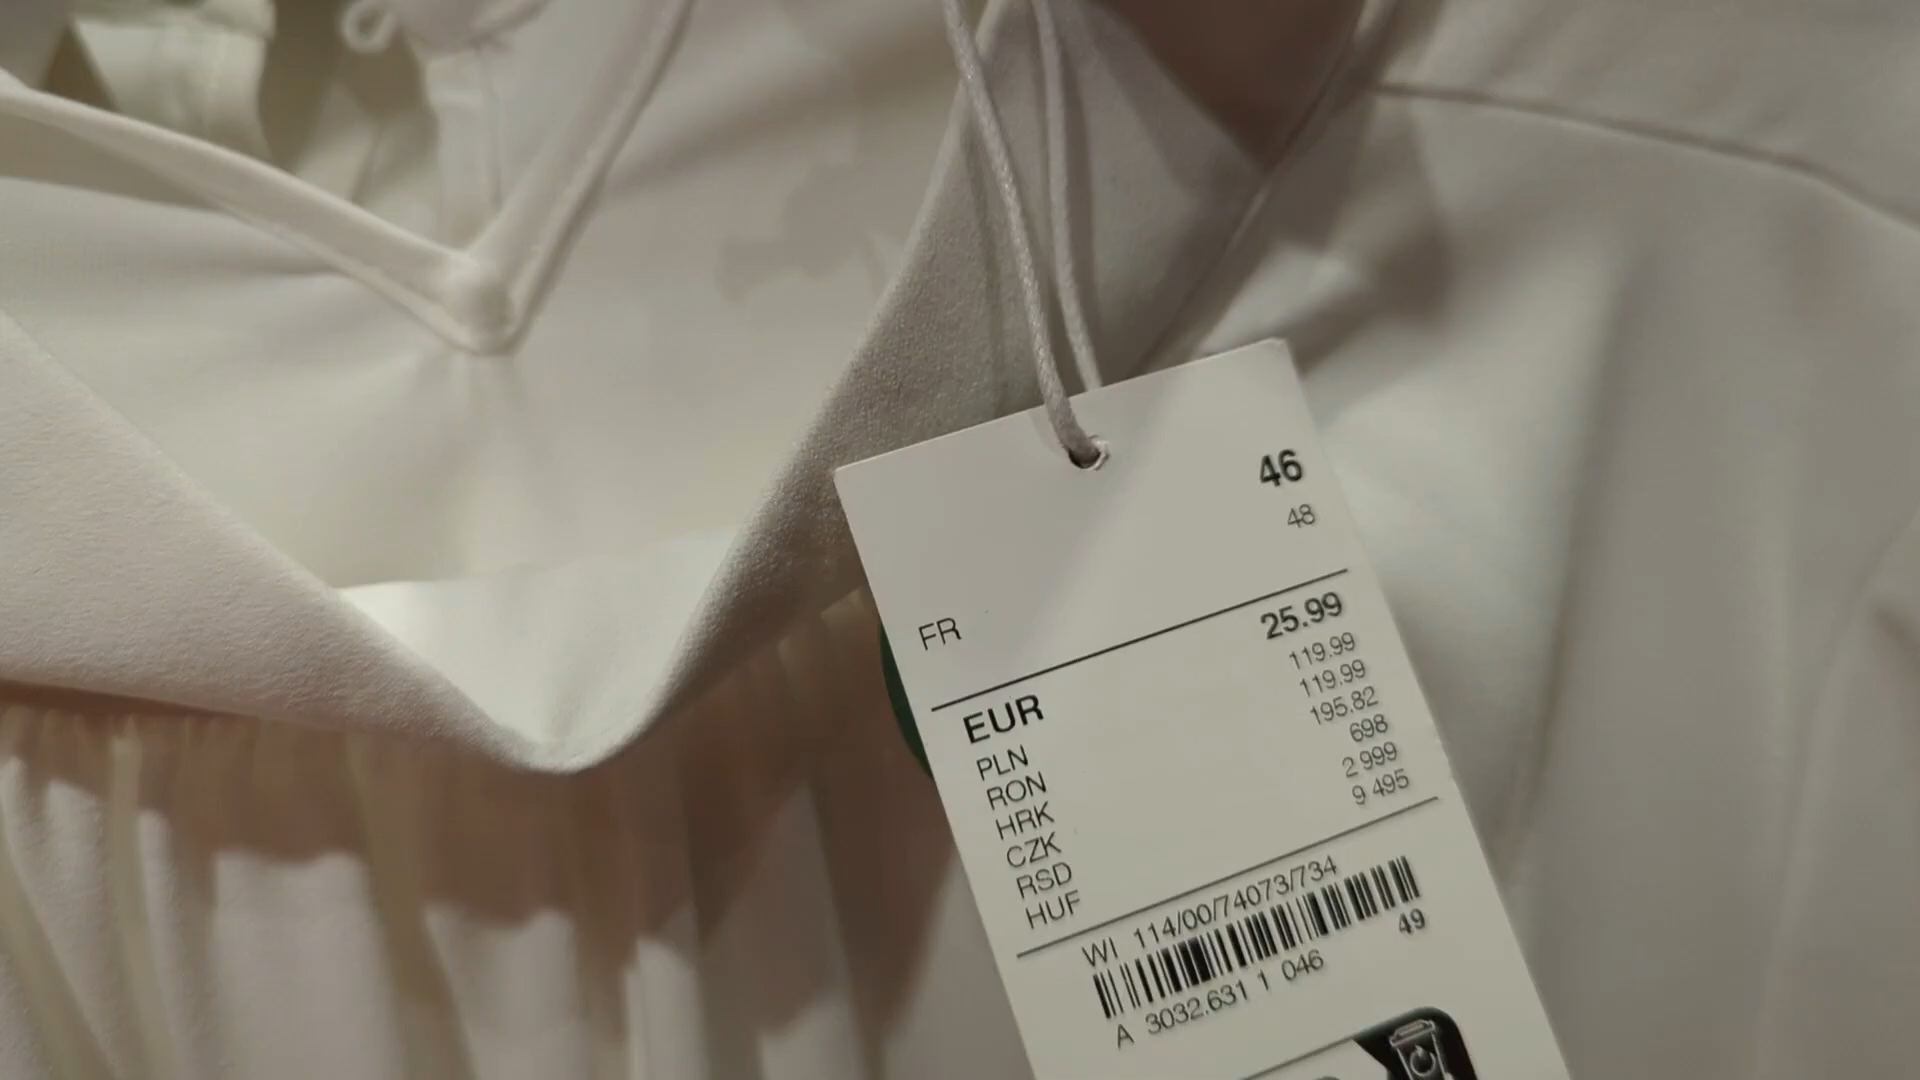 46
FR 48
EUR 25.99
PLN 119.99
RON 119.99
HRK 195.82
CZK 698
RSD 2 999
HUF 9 495
WI 114/00/74073/734
49
A 3032.631 1 046